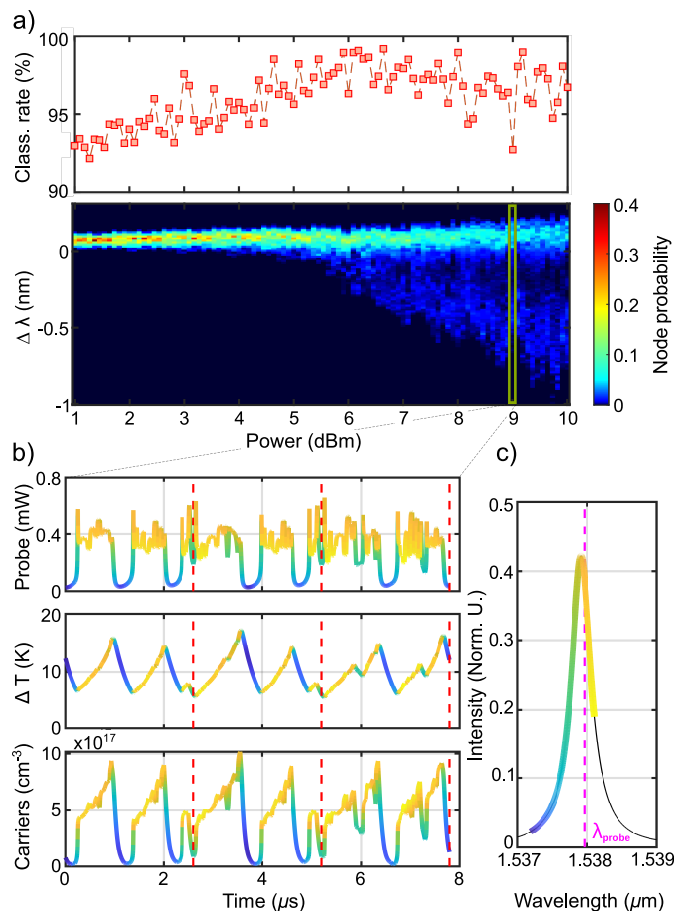 a)
100
95
90
Class. rate (%)
0
-0.5
-1
Δ λ (nm)
1 2 3 4 5 6 7 8 9 10
Power (dBm)
0.4
0.3
0.2
0.1
0
Node probability
b)
0.8
0.4
0
Probe (mW)
20
10
0
Δ T (K)
x10¹⁷
10
5
0
Carriers (cm⁻³)
0 2 4 6 8
Time (μs)
c)
0.5
0.4
0.3
0.2
0.1
0
Intensity (Norm. U.)
λprobe
1.537 1.538 1.539
Wavelength (μm)